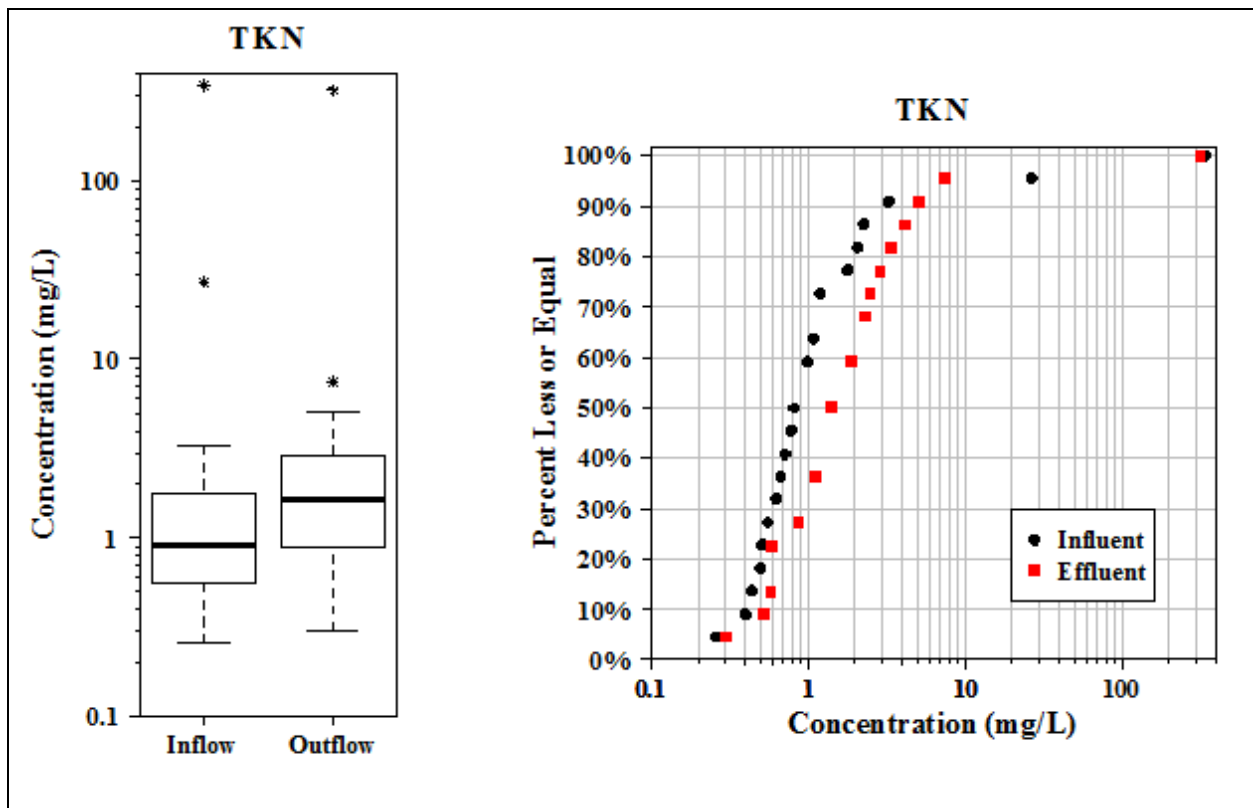 TKN
Concentration (mg/L)
100
10
1
0.1
Inflow Outflow
TKN
Percent Less or Equal
100%
90%
80%
70%
60%
50%
40%
30%
20%
10%
0%
Influent
Effluent
0.1 1 10 100
Concentration (mg/L)